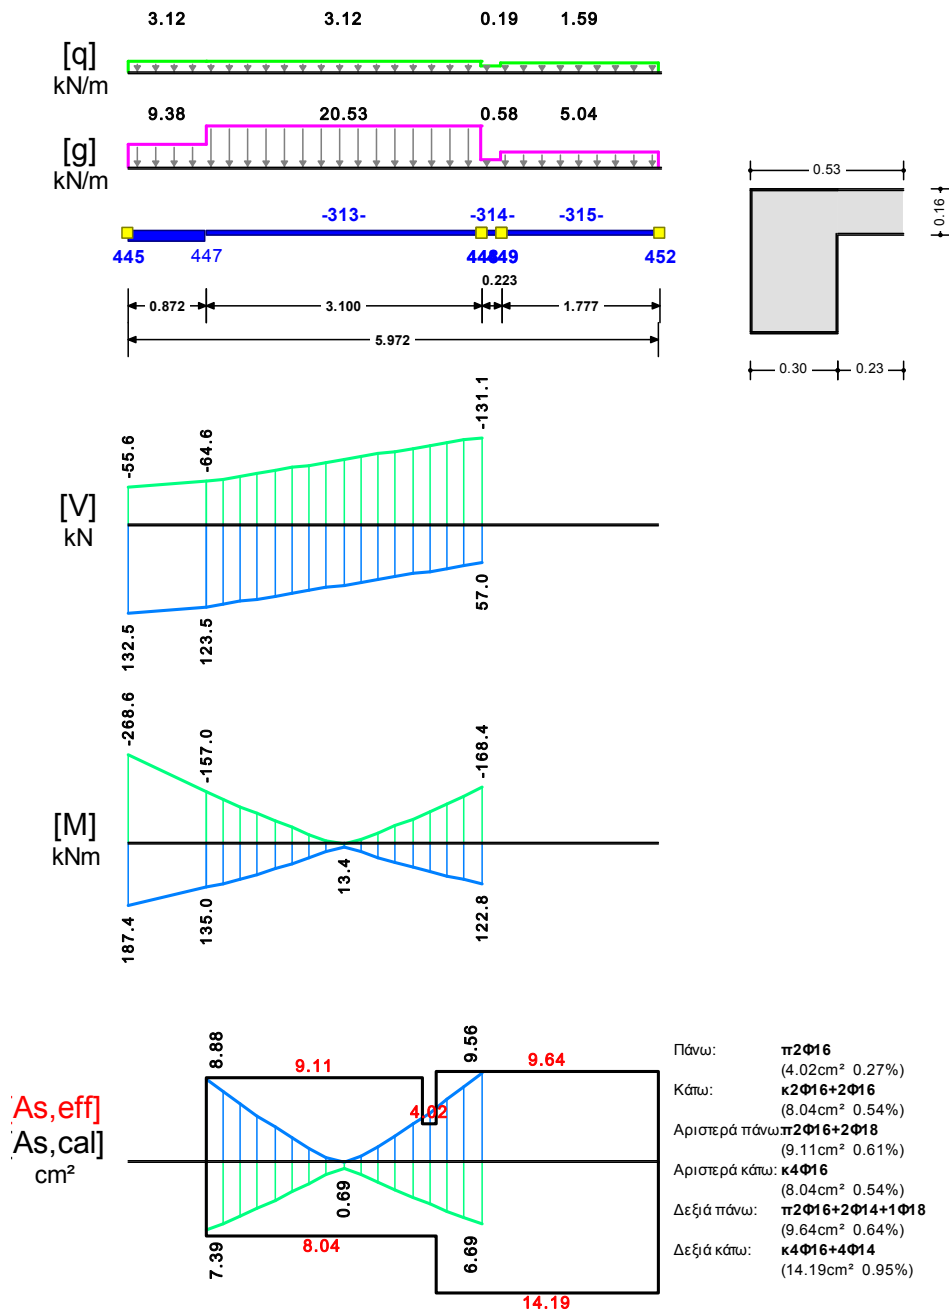 3.12 3.12 0.19 1.59
[q]
kN/m
9.38 20.53 0.58 5.04
[g]
kN/m
-313- -314- -315-
445 447 449 452
0.223
0.872 3.100 1.777
5.972
0.53
0.16
0.30 0.23
-55.6 -64.6 -131.1
[V]
kN
132.5 123.5 57.0
-268.6 -157.0 -168.4
[M]
kNm
187.4 135.0 13.4 122.8
8.88 9.11 9.56 9.64
As,eff]
4.02
As,cal]
cm²
7.39 8.04 0.69 6.69 14.19
Πάνω: π2Φ16
(4.02cm² 0.27%)
Κάτω: κ2Φ16+2Φ16
(8.04cm² 0.54%)
Αριστερά πάνω: π2Φ16+2Φ18
(9.11cm² 0.61%)
Αριστερά κάτω: κ4Φ16
(8.04cm² 0.54%)
Δεξιά πάνω: π2Φ16+2Φ14+1Φ18
(9.64cm² 0.64%)
Δεξιά κάτω: κ4Φ16+4Φ14
(14.19cm² 0.95%)